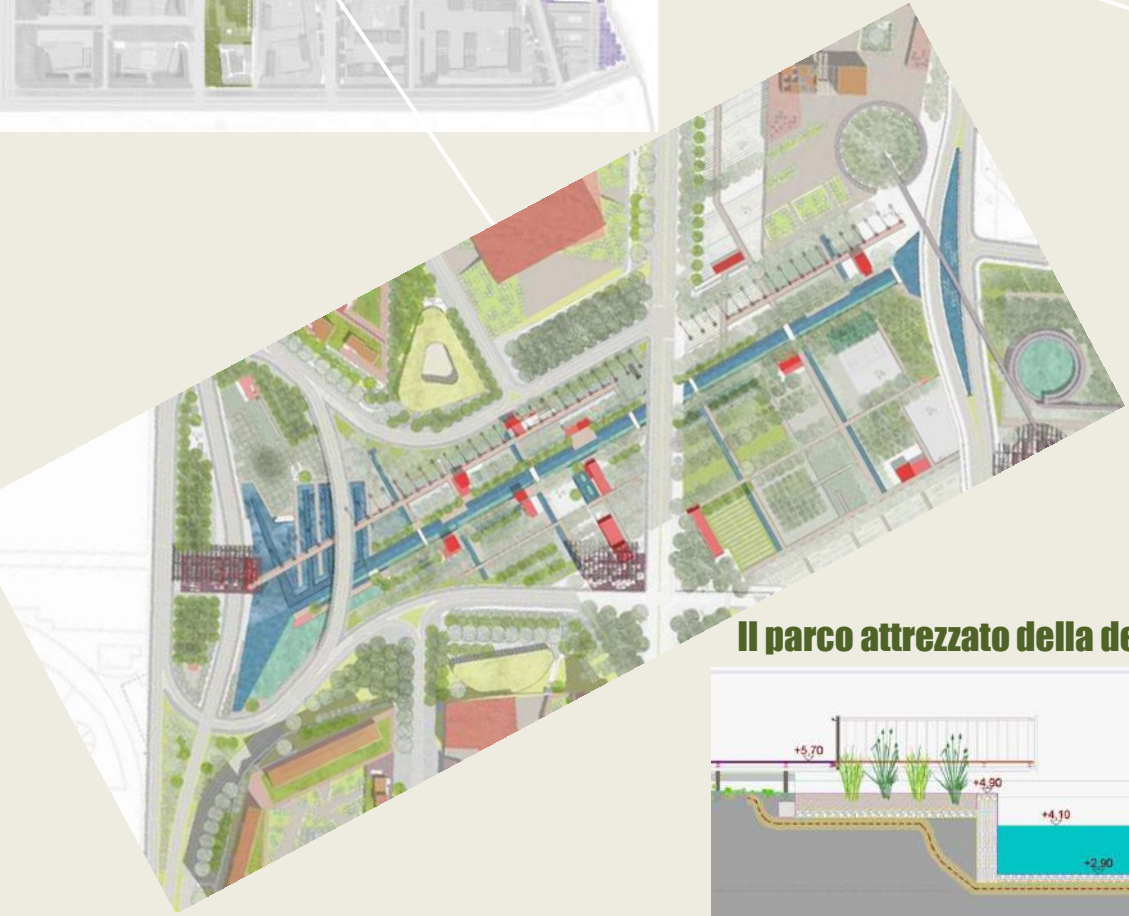 Il parco attrezzato della de
+5,70
+4,90
+4,10
+2,90